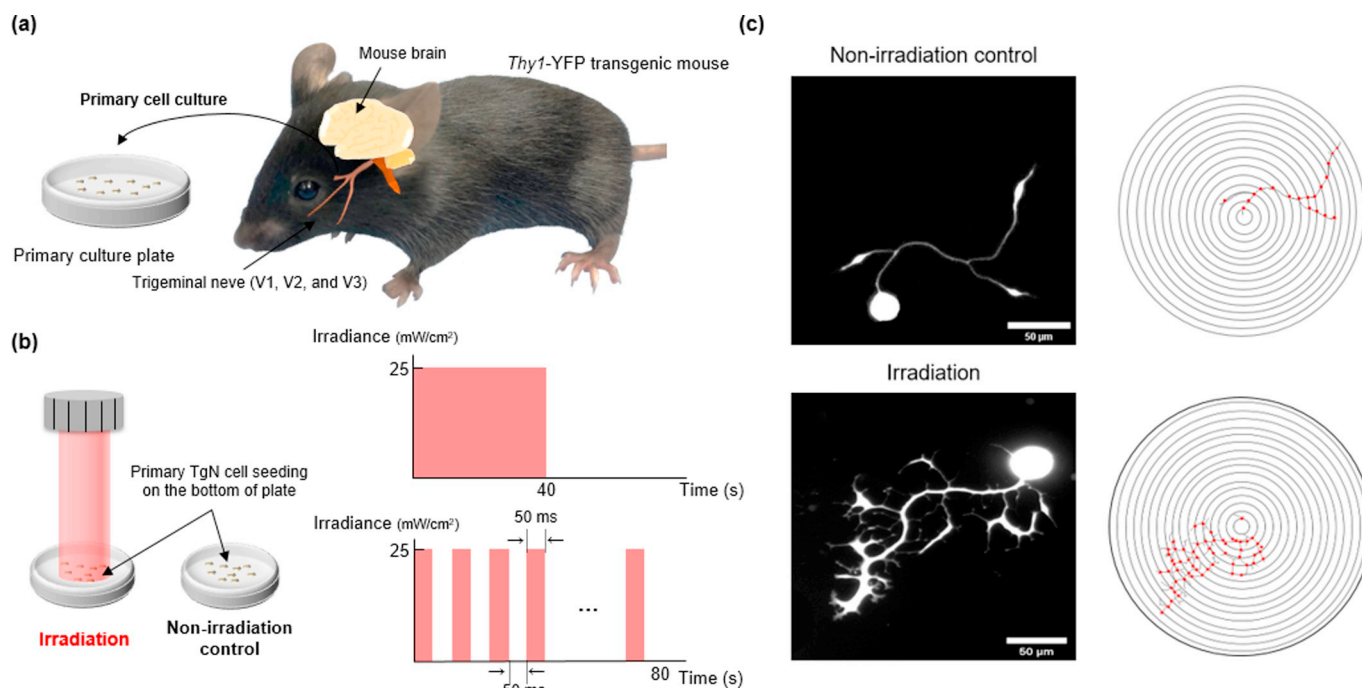 (a)
Mouse brain
Thy1-YFP transgenic mouse
Primary cell culture
Primary culture plate
Trigeminal neve (V1, V2, and V3)
(b)
Primary TgN cell seeding
on the bottom of plate
Irradiation
Non-irradiation
control
Irradiance (mW/cm²)
25
40
Time (s)
Irradiance (mW/cm²)
50 ms
25
...
80
Time (s)
50 ms
(c)
Non-irradiation control
50 µm
Irradiation
50 µm